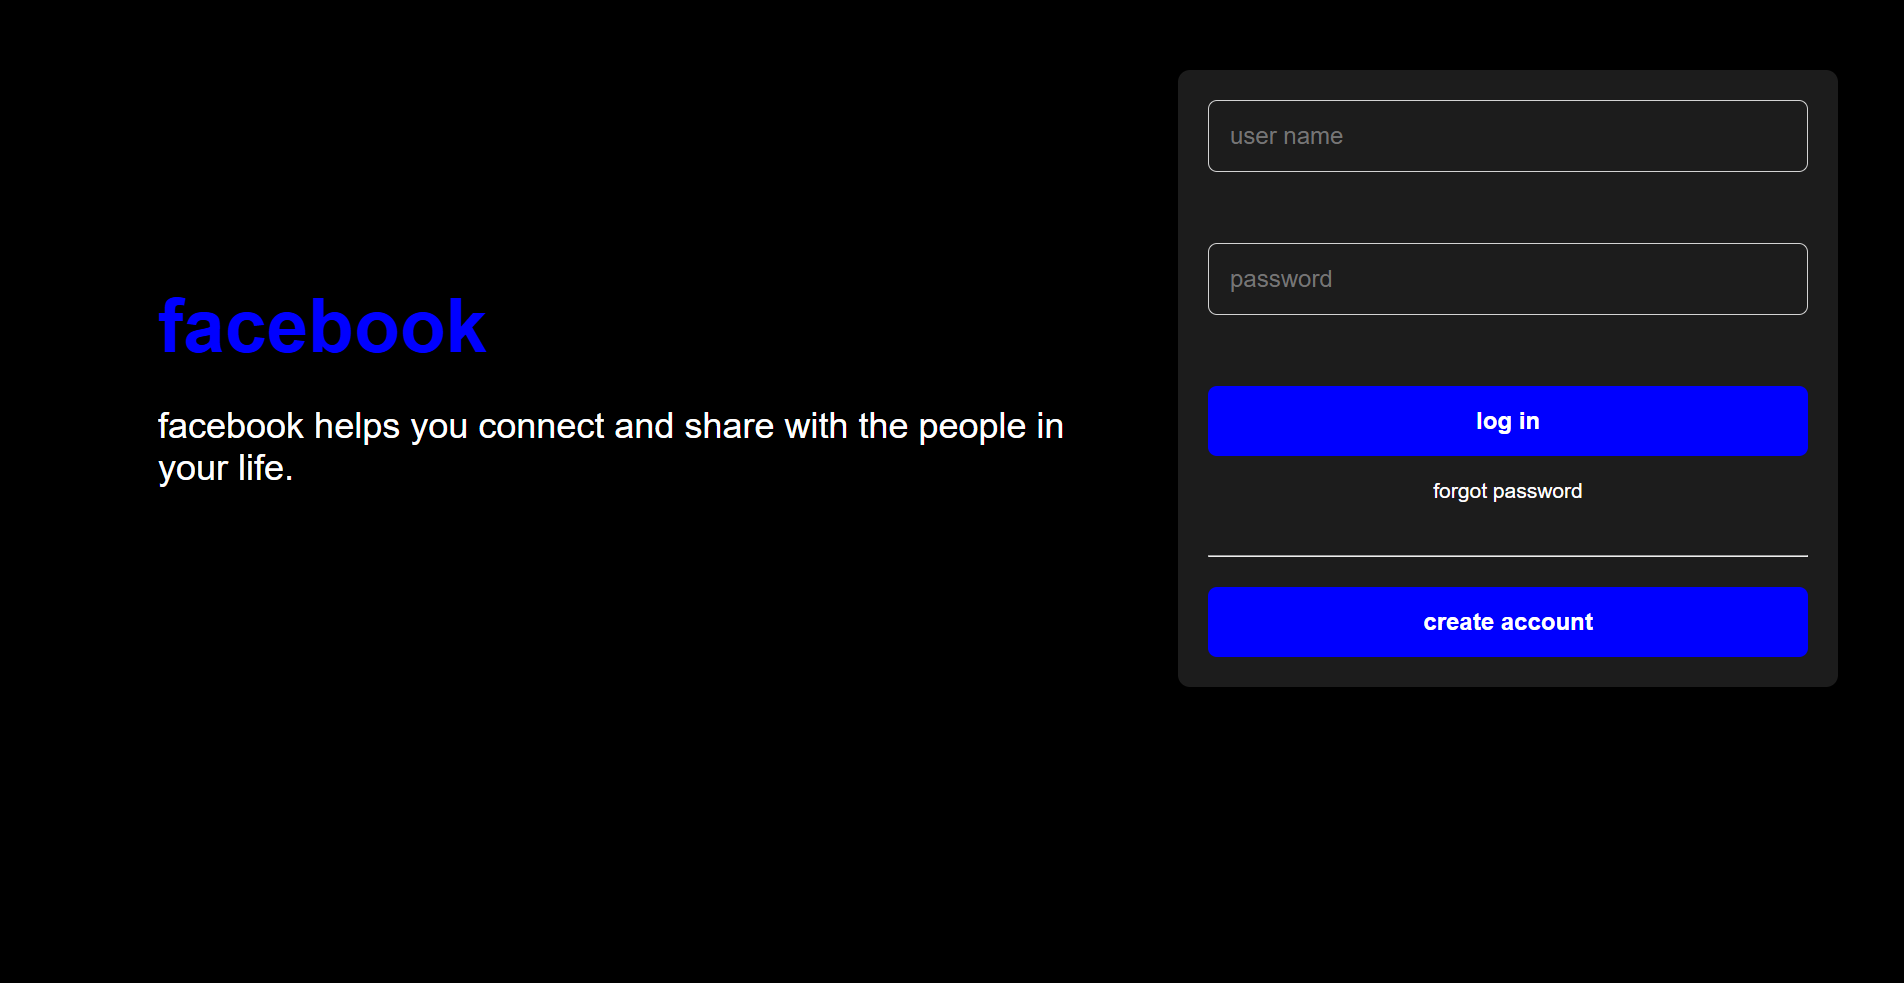 facebook
facebook helps you connect and share with the people in
your life.
user name
password
log in
forgot password
create account